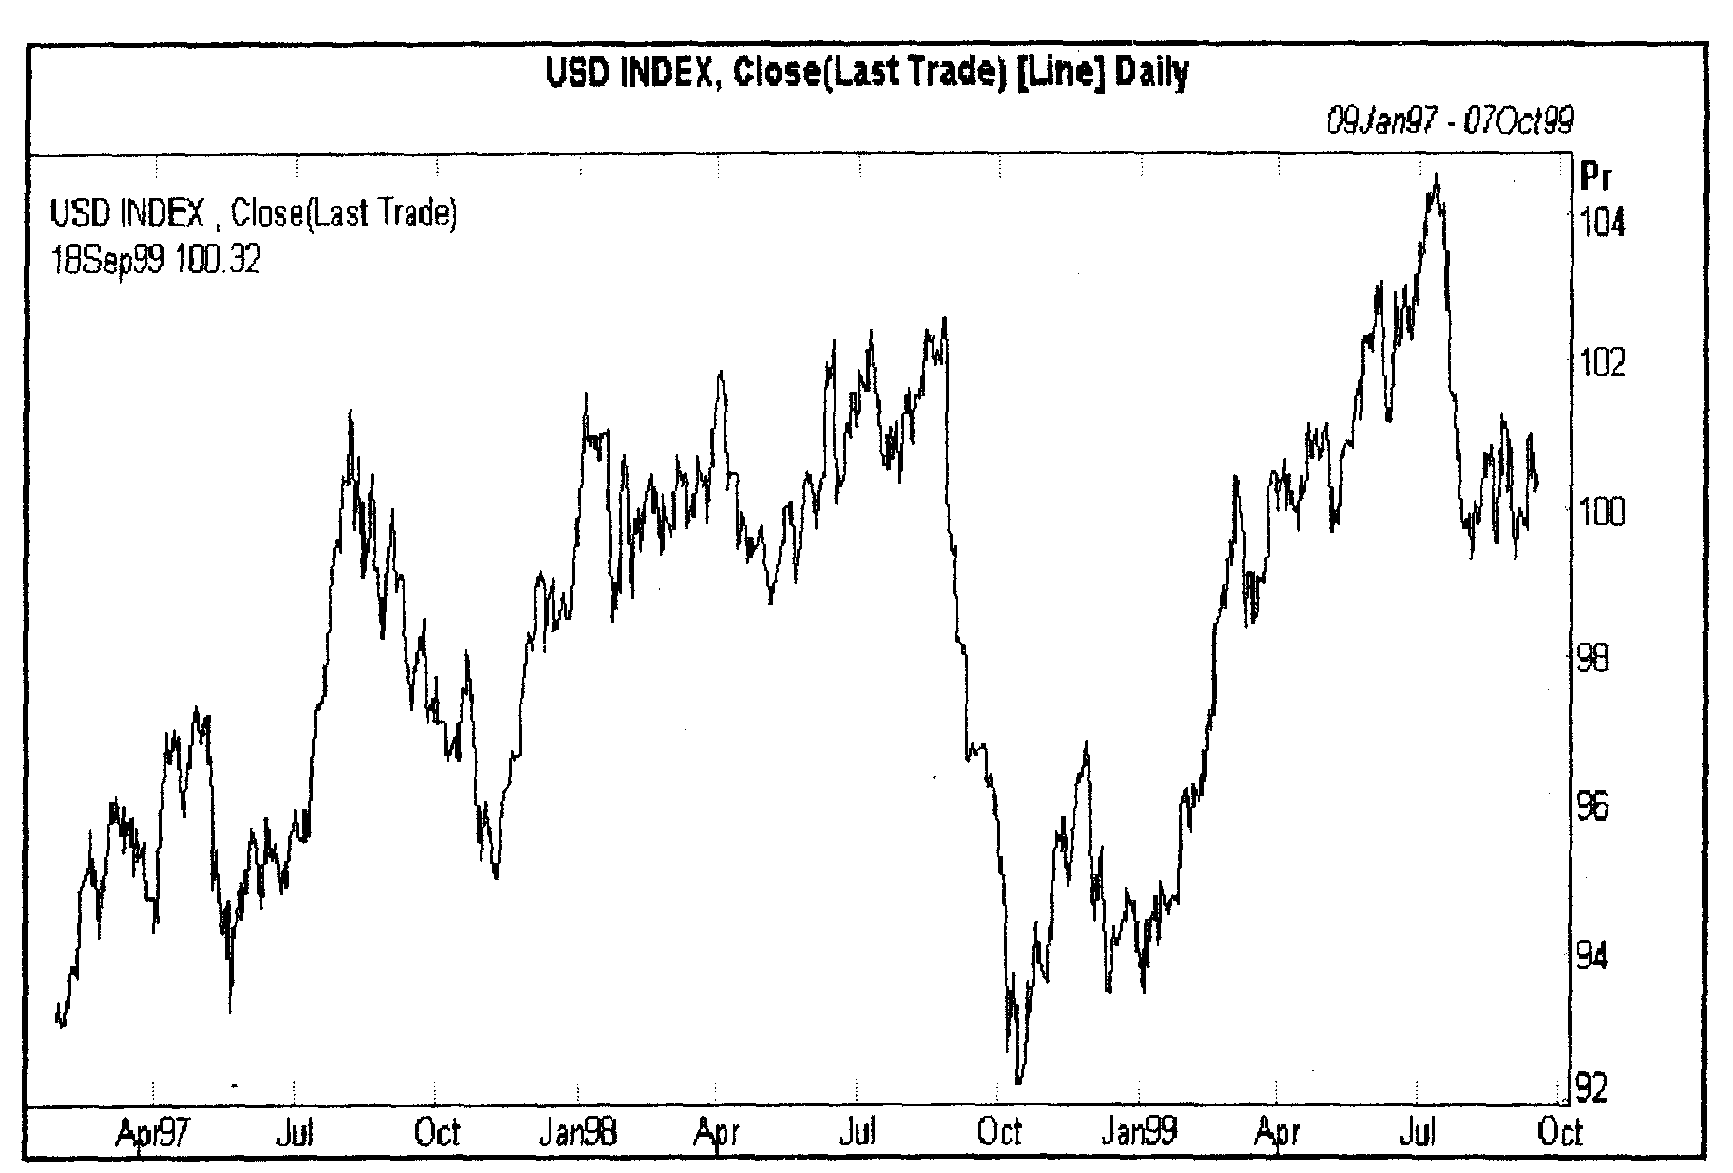 USD INDEX, Close(Last Trade) [Line] Daily
09Jan97 - 07Oct99
Pr
USD INDEX , Close(Last Trade)
18Sep99 100.32
104
102
100
98
96
94
92
Apr97 Jul Oct Jan98 Apr Jul Oct Jan99 Apr Jul Oct